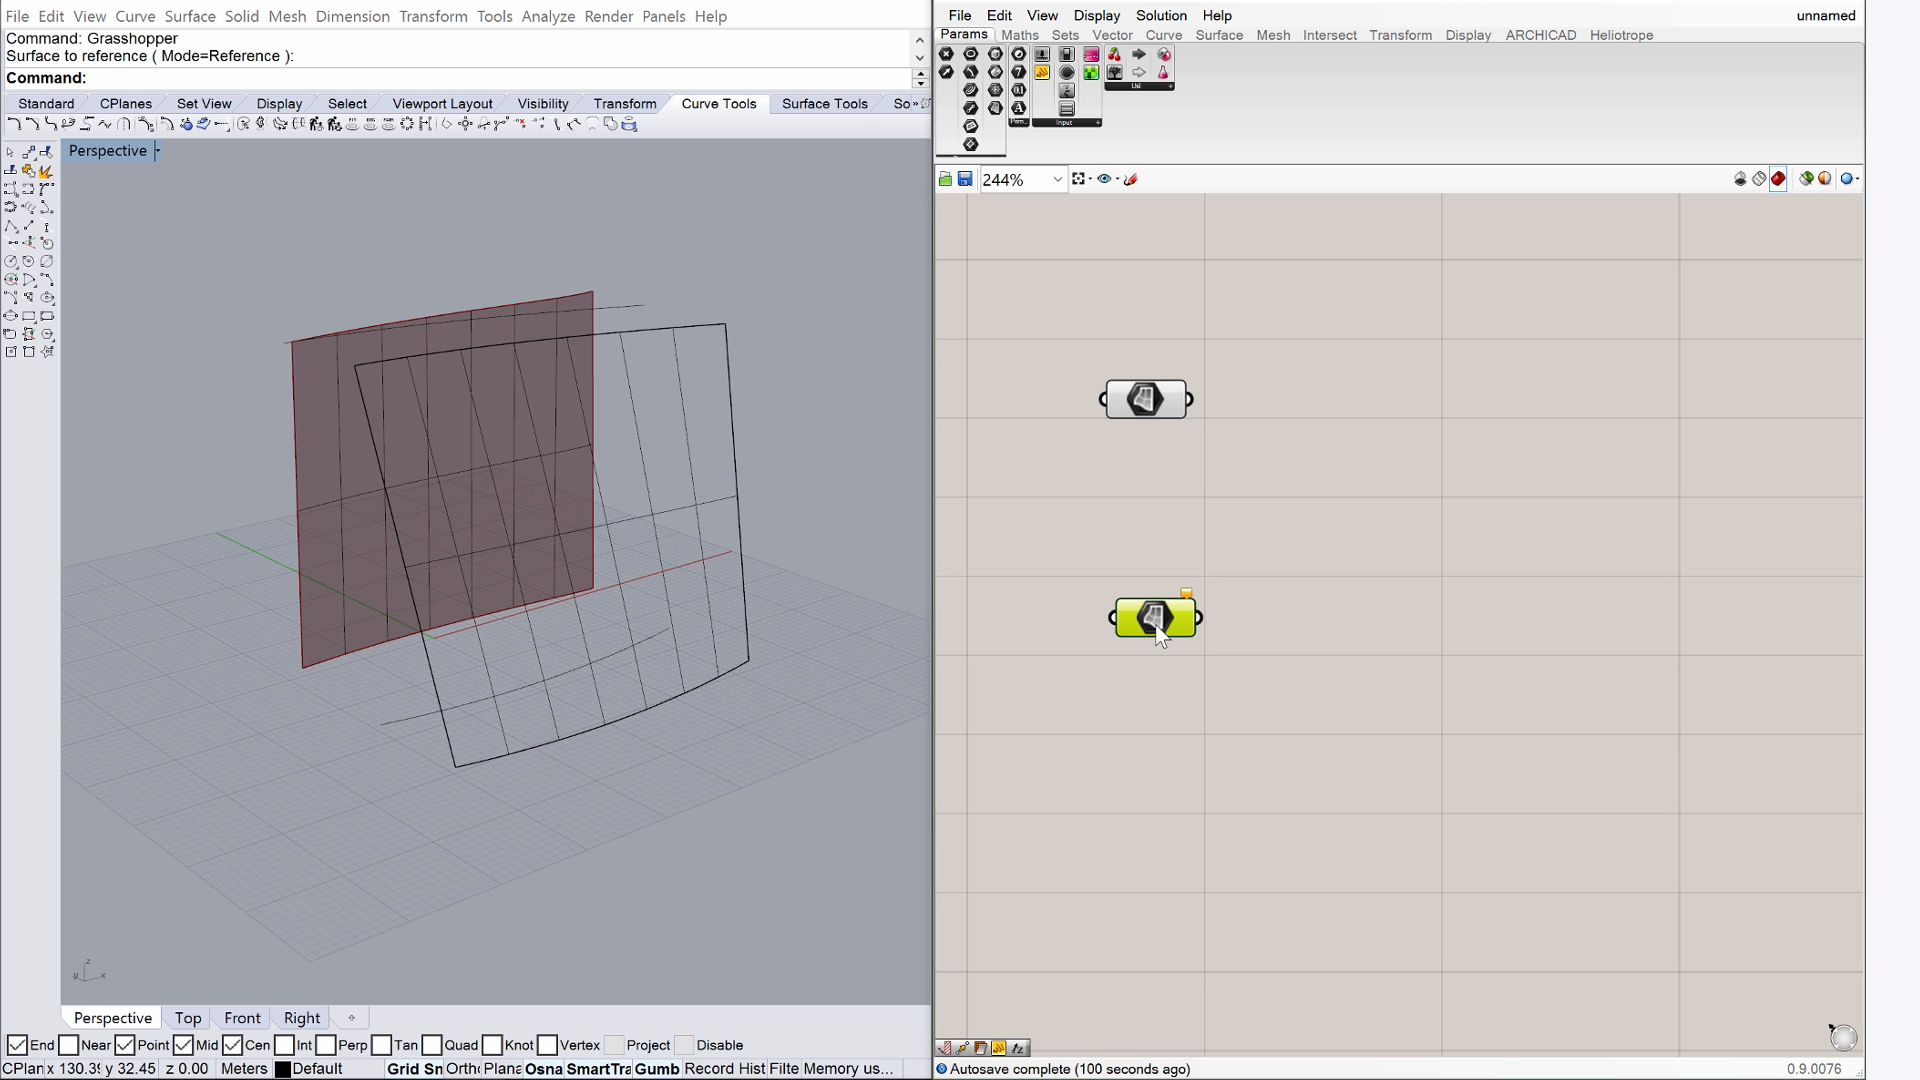 File Edit View Curve Surface Solid Mesh Dimension Transform Tools Analyze Render Panels Help
Command: Grasshopper
Surface to reference ( Mode=Reference ):
Command:
Standard CPlanes Set View Display Select Viewport Layout Visibility Transform Curve Tools Surface Tools So»
Perspective
z
y x
Perspective Top Front Right
End Near Point Mid Cen Int Perp Tan Quad Knot Vertex Project Disable
CPlan x 130.39 y 32.45 z 0.00 Meters Default Grid Sn Ortho Plana Osna SmartTra Gumb Record Hist Filte Memory us...
File Edit View Display Solution Help unnamed
Params Maths Sets Vector Curve Surface Mesh Intersect Transform Display ARCHICAD Heliotrope
Input
Util
244%
Autosave complete (100 seconds ago) 0.9.0076